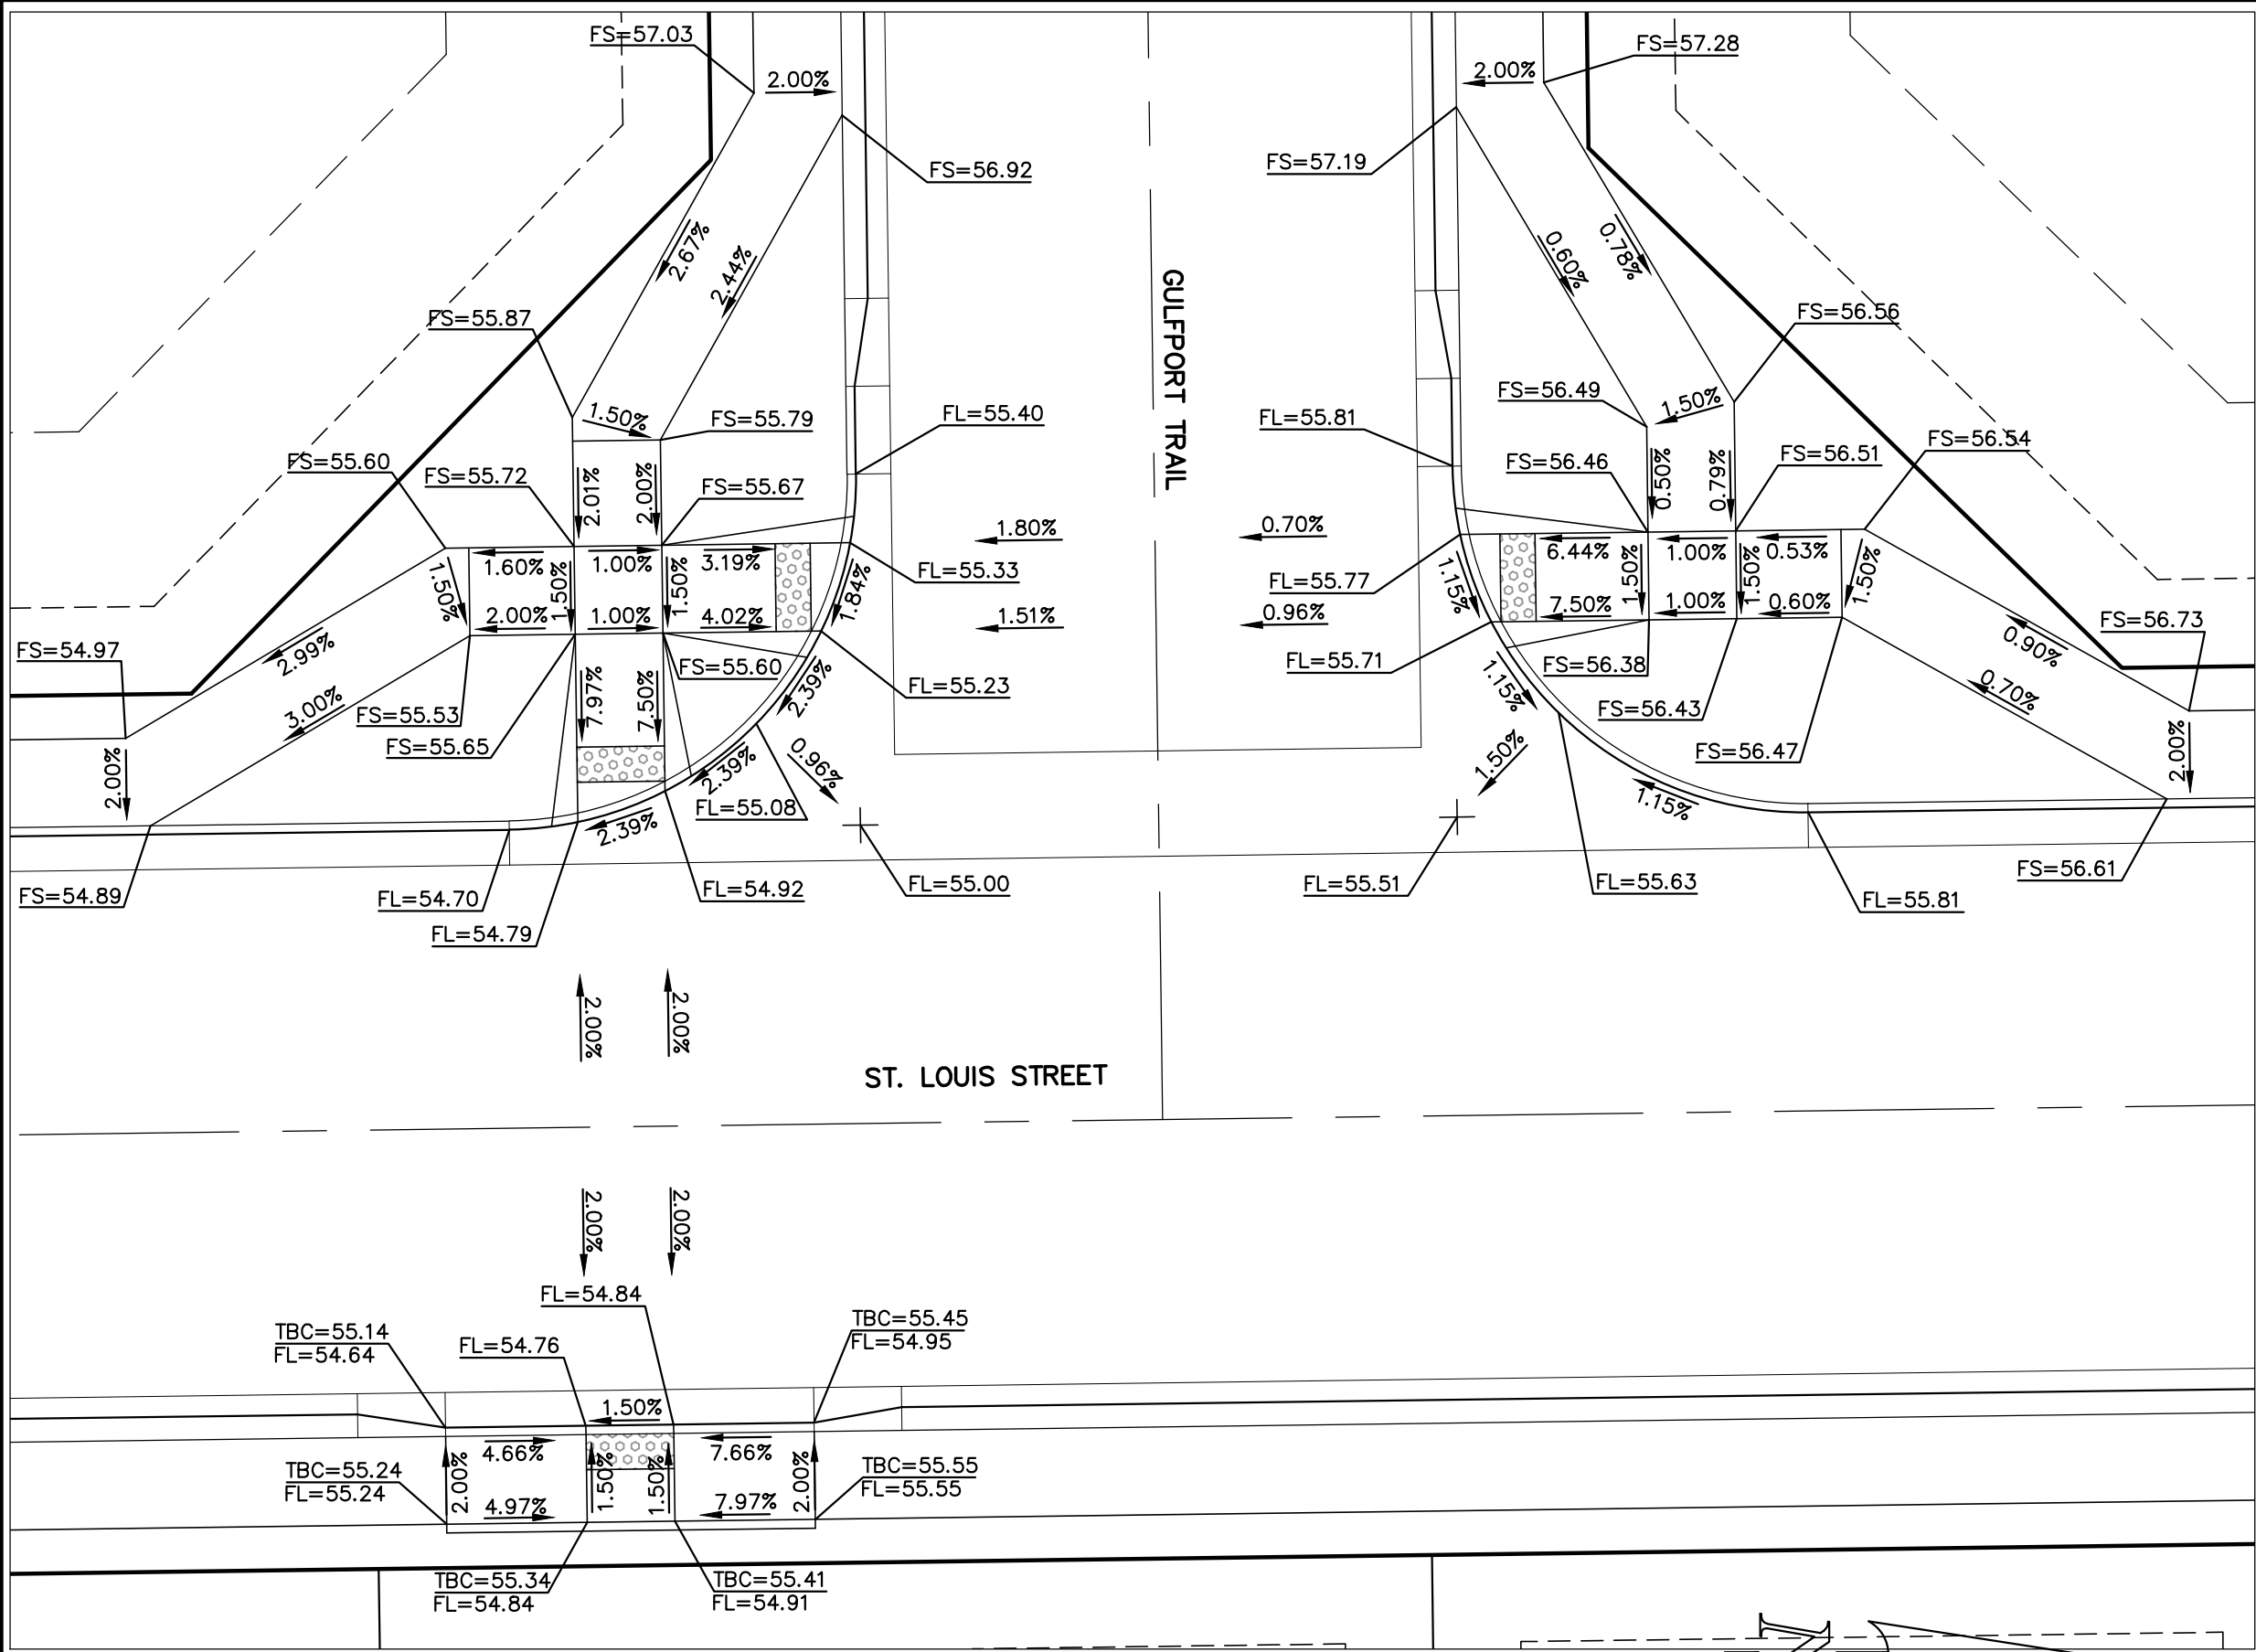 FS=57.03
2.00%
2.00%
FS=57.28
FS=56.92
FS=57.19
2.67%
2.44%
0.60%
0.78%
GULFPORT TRAIL
FS=55.87
FS=56.56
1.50%
FS=55.79
FL=55.40
FL=55.81
FS=56.49
1.50%
FS=55.60
FS=55.72
2.01%
2.00%
FS=55.67
FS=56.46
0.50%
0.79%
FS=56.51
FS=56.54
1.80%
0.70%
1.50%
1.60%
1.50%
1.00%
1.50%
3.19%
1.84%
FL=55.33
FL=55.77
1.15%
6.44%
1.50%
1.00%
1.50%
0.53%
1.50%
2.00%
1.00%
4.02%
1.51%
0.96%
7.50%
1.00%
0.60%
FS=54.97
2.99%
3.00%
FS=55.60
FL=55.23
FL=55.71
FS=56.38
0.90%
FS=56.73
0.70%
FS=55.53
FS=55.65
7.97%
7.50%
2.39%
1.15%
FS=56.43
FS=56.47
2.00%
2.39%
0.96%
1.50%
1.15%
2.00%
FL=55.08
2.39%
FS=54.89
FL=54.70
FL=54.79
FL=54.92
FL=55.00
FL=55.51
FL=55.63
FL=55.81
FS=56.61
2.00%
2.00%
ST. LOUIS STREET
2.00%
2.00%
FL=54.84
TBC=55.14
FL=54.64
FL=54.76
TBC=55.45
FL=54.95
1.50%
4.66%
7.66%
TBC=55.24
FL=55.24
2.00%
1.50%
1.50%
2.00%
TBC=55.55
FL=55.55
4.97%
7.97%
TBC=55.34
FL=54.84
TBC=55.41
FL=54.91